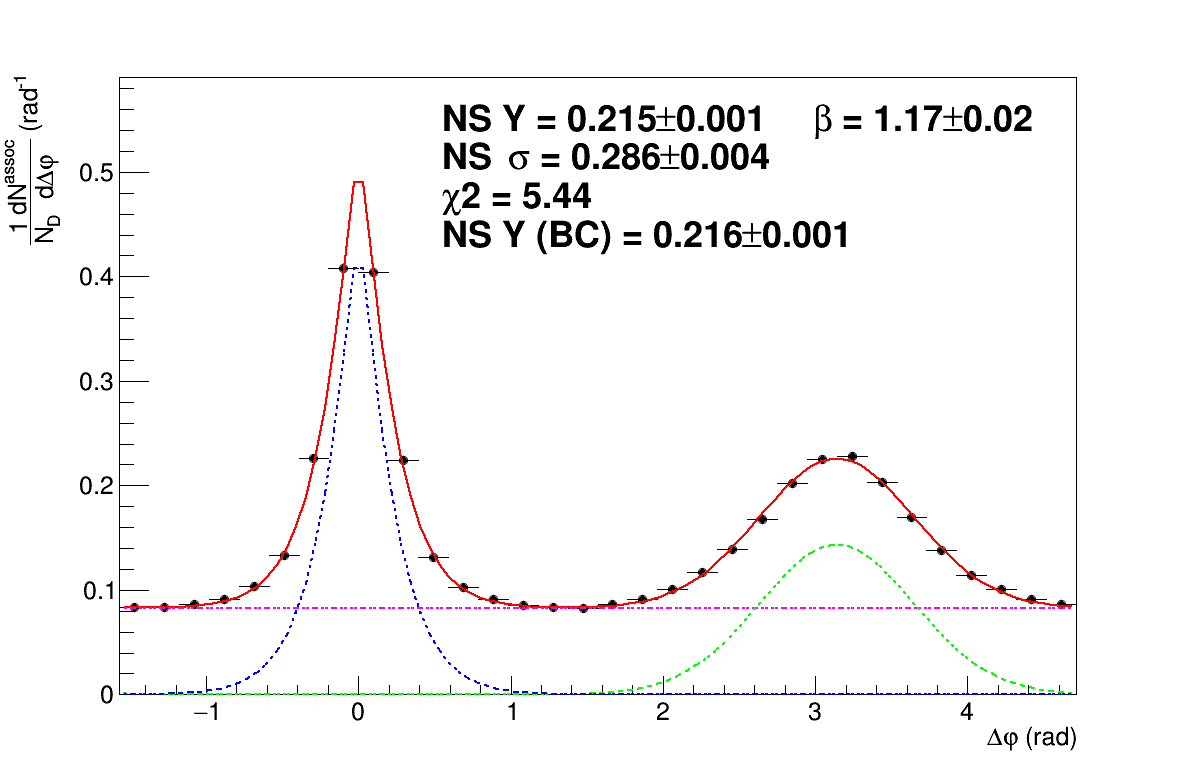 1 dN^assoc (rad^-1)
N_D dΔφ
NS Y = 0.215±0.001 β = 1.17±0.02
NS σ = 0.286±0.004
χ2 = 5.44
NS Y (BC) = 0.216±0.001
0.5
0.4
0.3
0.2
0.1
0
−1 0 1 2 3 4
Δφ (rad)